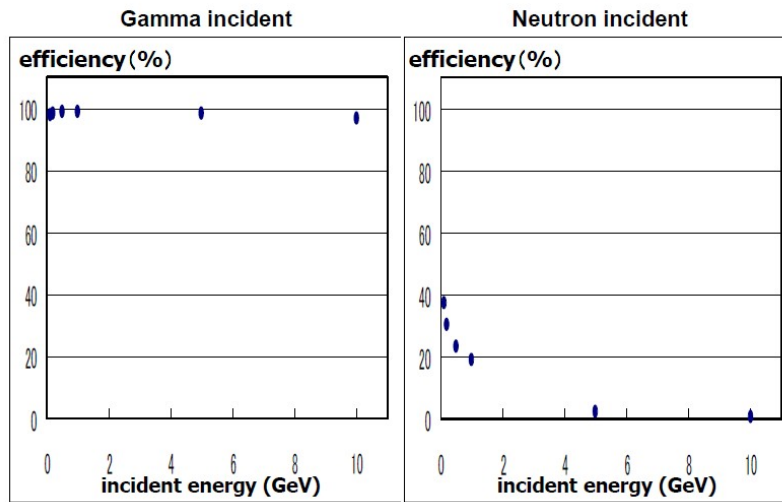 Gamma incident
efficiency(%)
100
80
60
40
20
0
0 2 4 6 8 10
incident energy (GeV)
Neutron incident
efficiency(%)
100
80
60
40
20
0
0 2 4 6 8 10
incident energy (GeV)